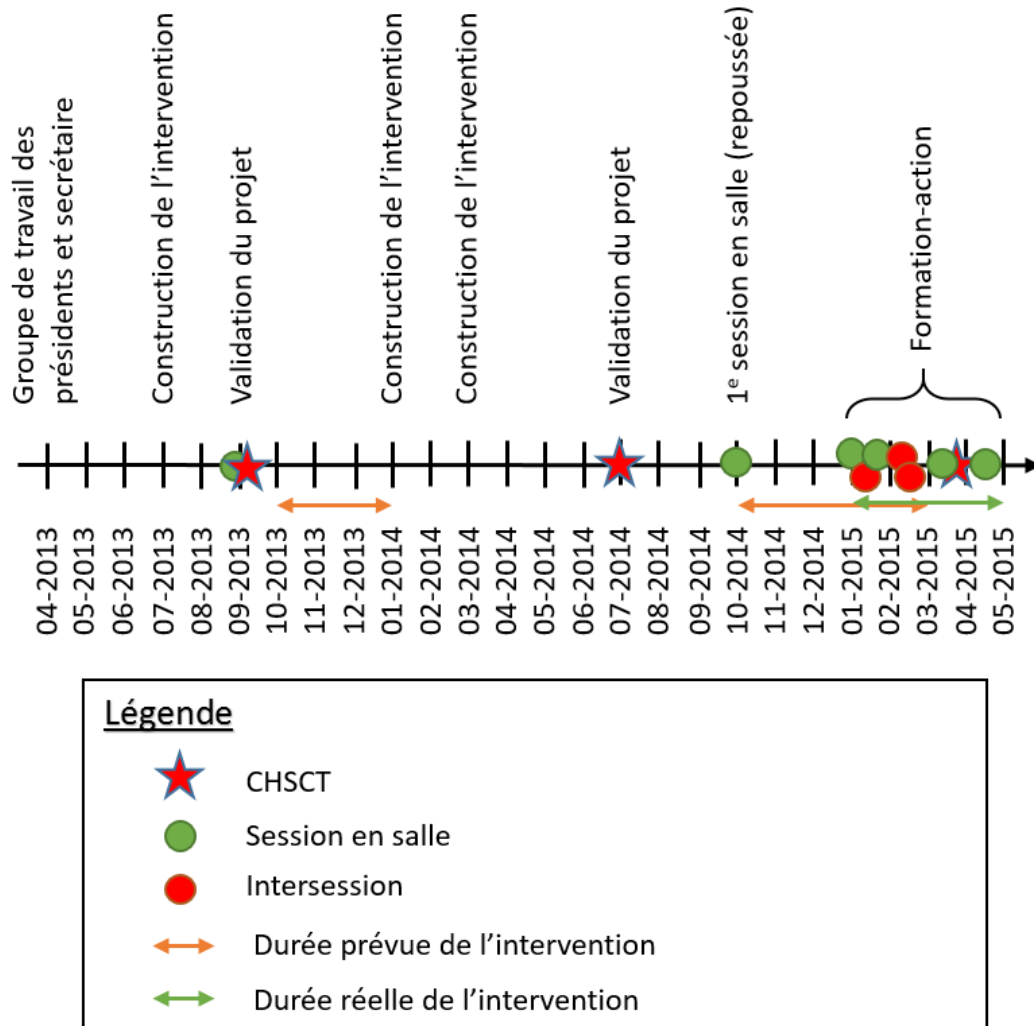 Groupe de travail des
présidents et secrétaire
Construction de l'intervention
Validation du projet
Construction de l'intervention
Construction de l'intervention
Validation du projet
1e session en salle (repoussée)
Formation-action
04-2013
05-2013
06-2013
07-2013
08-2013
09-2013
10-2013
11-2013
12-2013
01-2014
02-2014
03-2014
04-2014
05-2014
06-2014
07-2014
08-2014
09-2014
10-2014
11-2014
12-2014
01-2015
02-2015
03-2015
04-2015
05-2015
Légende
CHSCT
Session en salle
Intersession
Durée prévue de l'intervention
Durée réelle de l'intervention